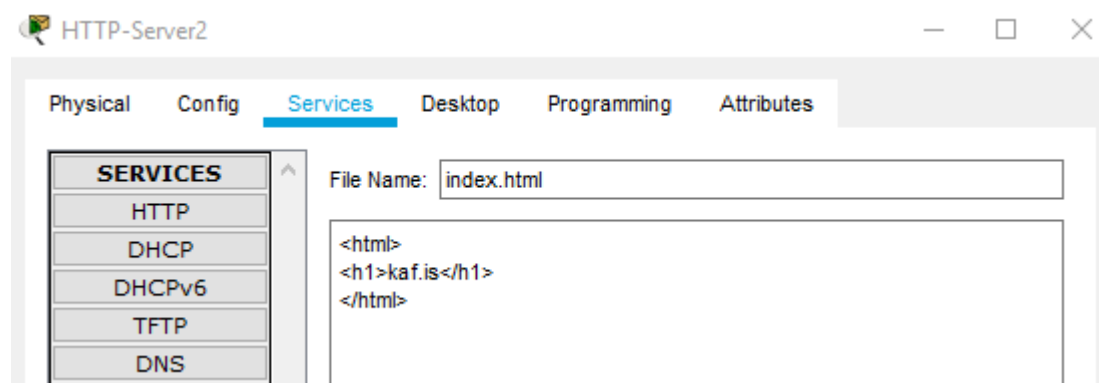 HTTP-Server2
Physical Config Services Desktop Programming Attributes
SERVICES
HTTP
DHCP
DHCPv6
TFTP
DNS
File Name: index.html
<html>
<h1>kaf.is</h1>
</html>